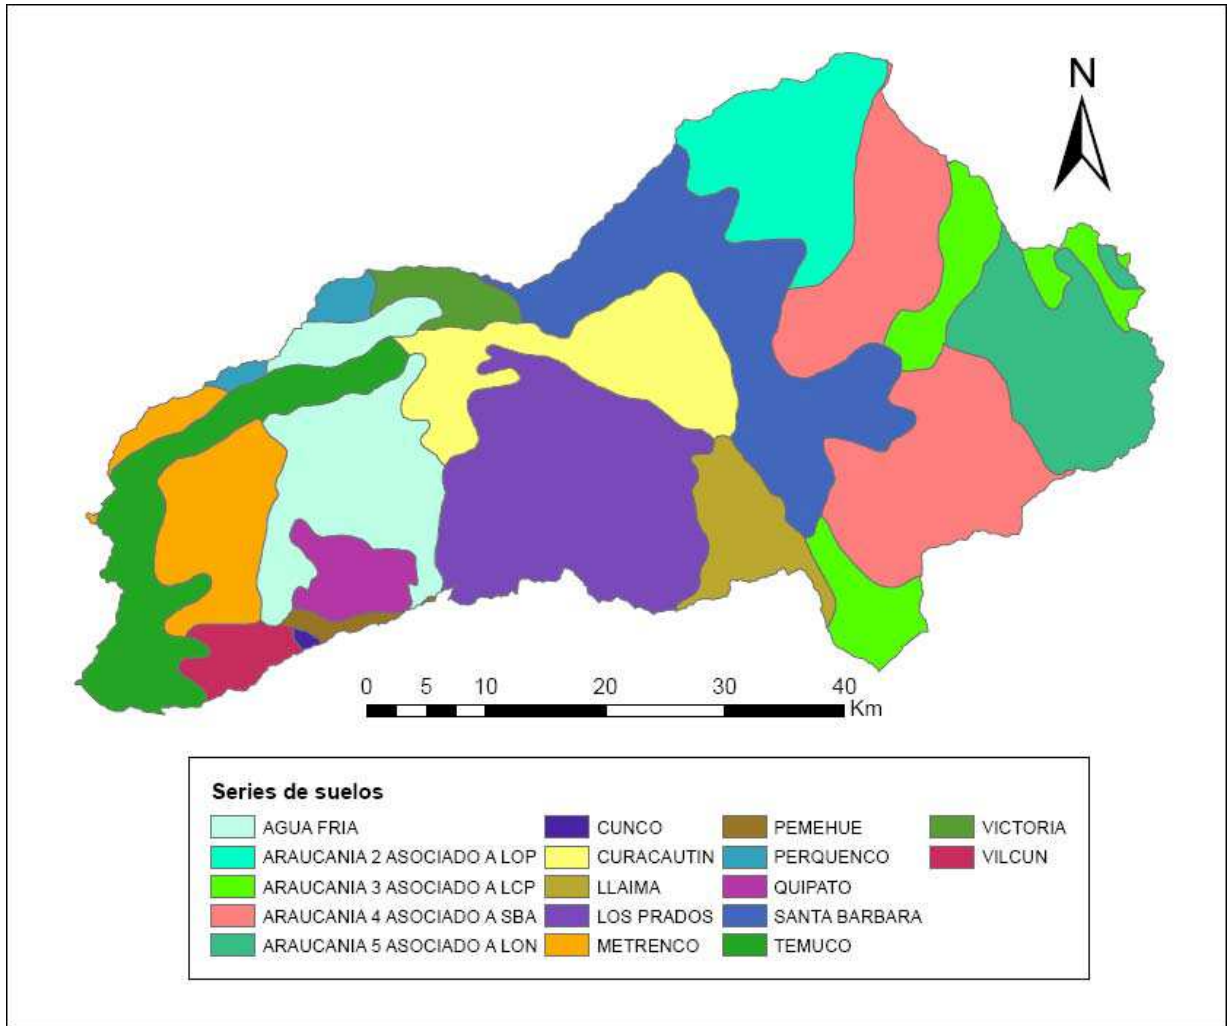 N
0 5 10 20 30 40
Km
Series de suelos
AGUA FRIA
ARAUCANIA 2 ASOCIADO A LOP
ARAUCANIA 3 ASOCIADO A LCP
ARAUCANIA 4 ASOCIADO A SBA
ARAUCANIA 5 ASOCIADO A LON
CUNCO
CURACAUTIN
LLAIMA
LOS PRADOS
METRENCO
PEMEHUE
PERQUENCO
QUIPATO
SANTA BARBARA
TEMUCO
VICTORIA
VILCUN